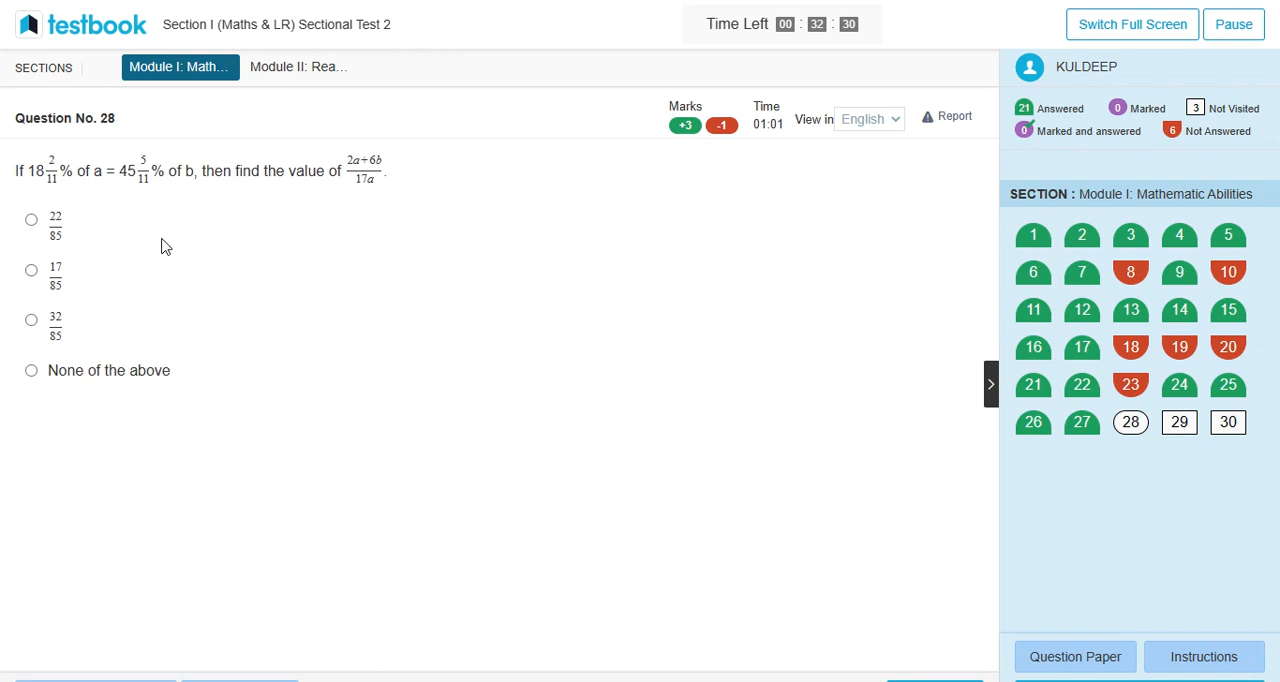 testbook Section I (Maths & LR) Sectional Test 2 Time Left 00 : 32 : 30 Switch Full Screen Pause
SECTIONS Module I: Math... Module II: Rea... KULDEEP
Question No. 28 Marks +3 -1 Time 01:01 View in English Report
21 Answered 0 Marked 3 Not Visited
0 Marked and answered 6 Not Answered
If 18 2/11% of a = 45 5/11% of b, then find the value of (2a+6b)/(17a).
22/85
17/85
32/85
None of the above
SECTION : Module I: Mathematic Abilities
1 2 3 4 5
6 7 8 9 10
11 12 13 14 15
16 17 18 19 20
21 22 23 24 25
26 27 28 29 30
Question Paper Instructions